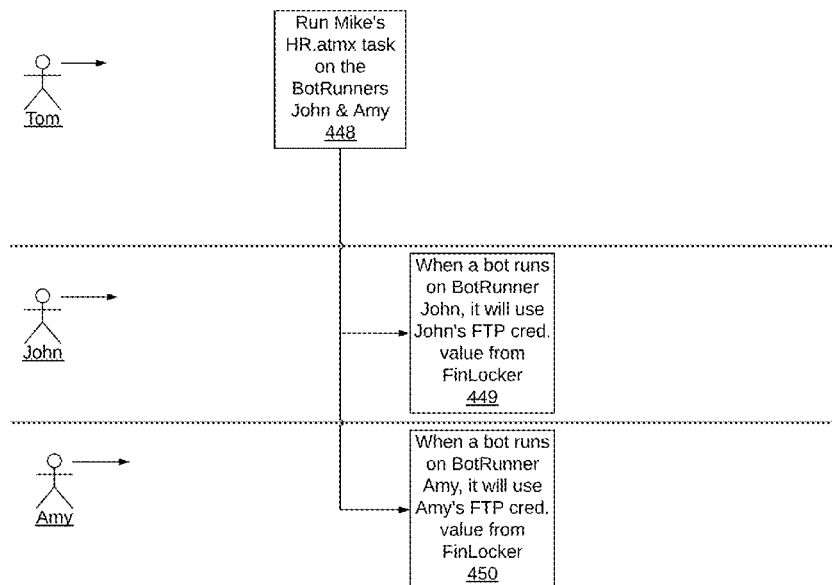 Run Mike's
HR.atmx task
on the
BotRunners
John & Amy
448
Tom
When a bot runs
on BotRunner
John, it will use
John's FTP cred.
value from
FinLocker
449
John
When a bot runs
on BotRunner
Amy, it will use
Amy's FTP cred.
value from
FinLocker
450
Amy